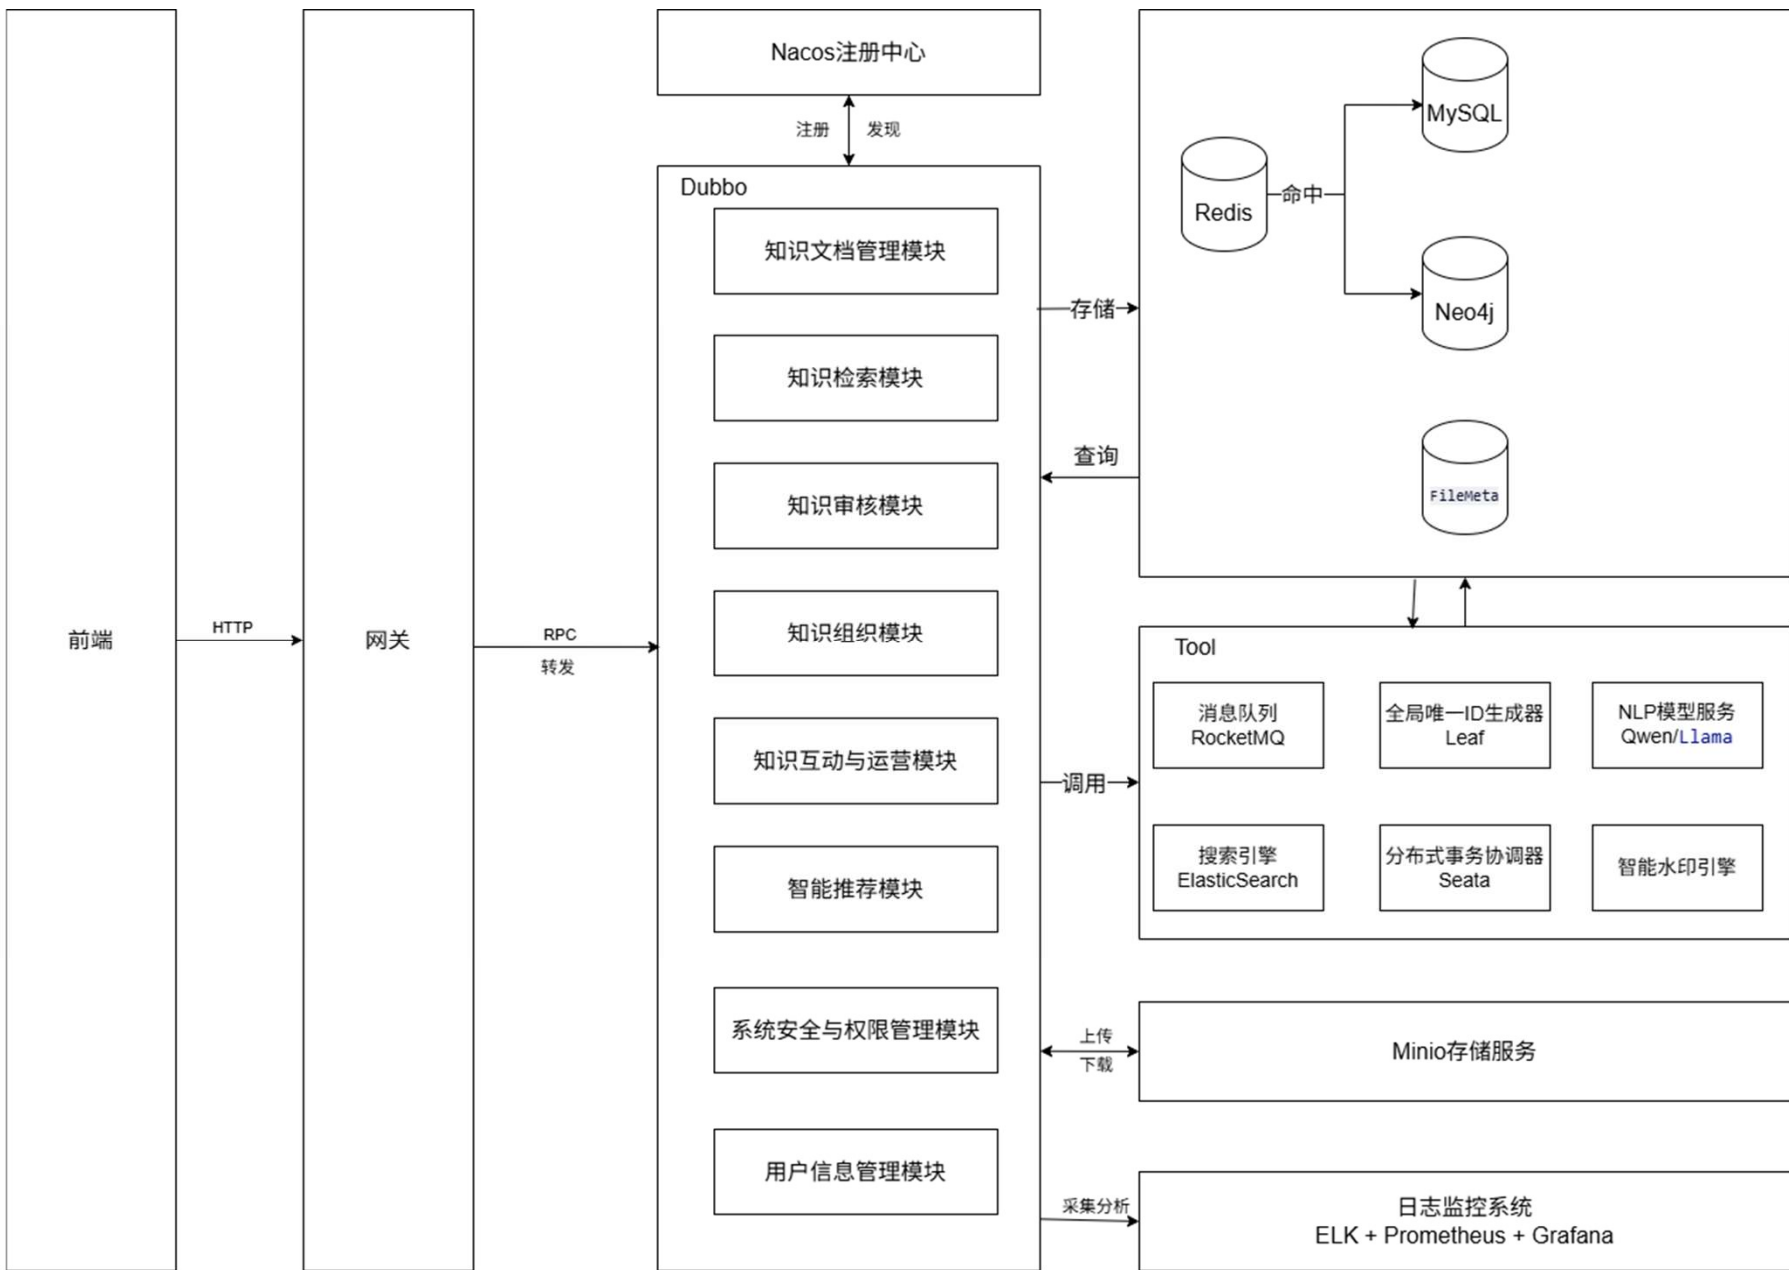 前端
HTTP
网关
RPC
转发
Nacos注册中心
注册
发现
Dubbo
知识文档管理模块
知识检索模块
知识审核模块
知识组织模块
知识互动与运营模块
智能推荐模块
系统安全与权限管理模块
用户信息管理模块
存储
查询
调用
上传
下载
采集分析
Redis
命中
MySQL
Neo4j
FileMeta
Tool
消息队列
RocketMQ
全局唯一ID生成器
Leaf
NLP模型服务
Qwen/Llama
搜索引擎
ElasticSearch
分布式事务协调器
Seata
智能水印引擎
Minio存储服务
日志监控系统
ELK + Prometheus + Grafana